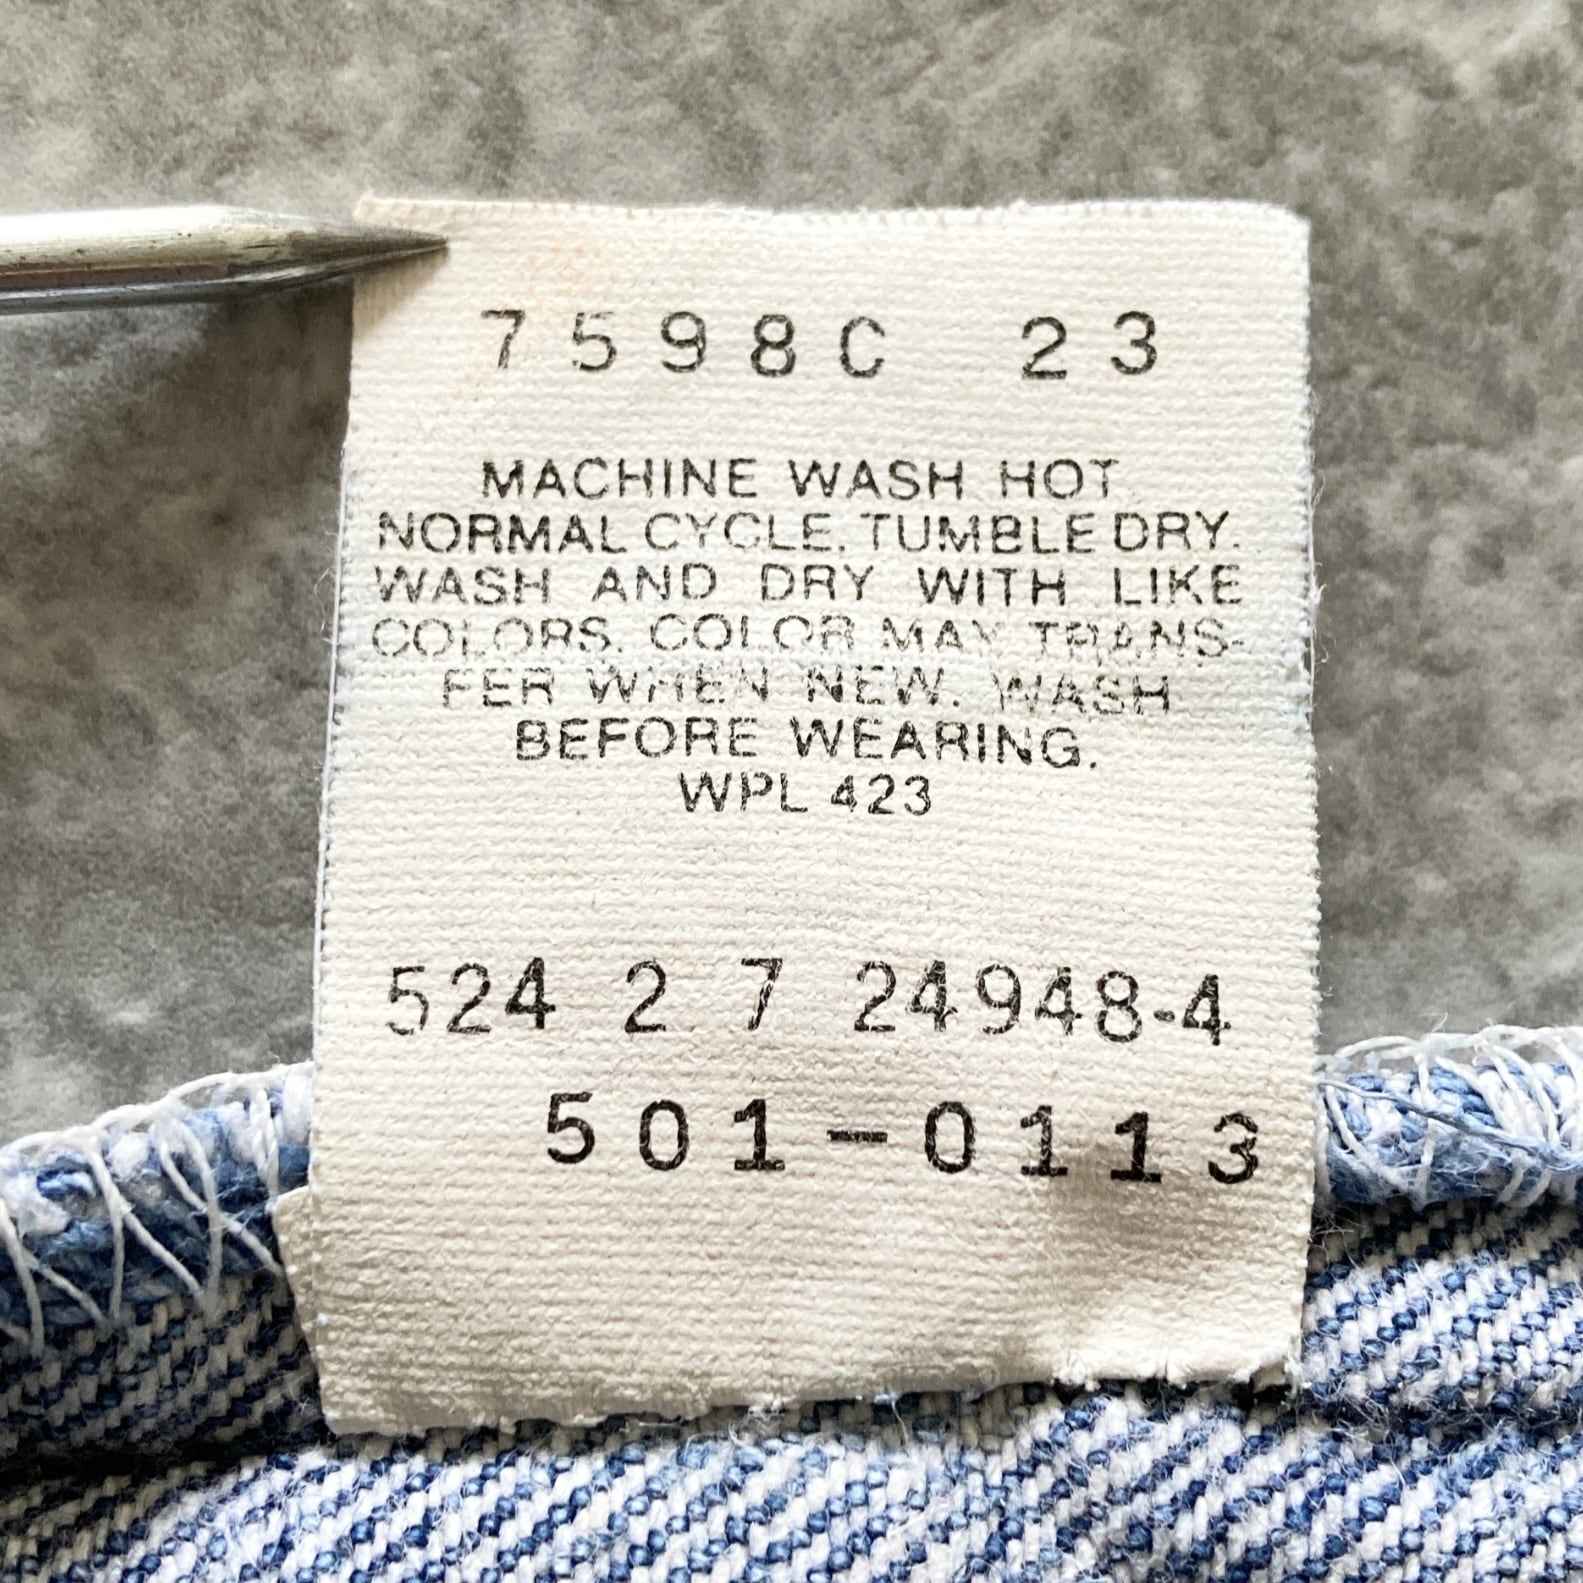 7598C 23
MACHINE WASH HOT.
NORMAL CYCLE. TUMBLE DRY.
WASH AND DRY WITH LIKE
COLORS. COLOR MAY TRANS-
FER WHEN NEW. WASH
BEFORE WEARING.
WPL 423
524 2 7 24948-4
501-0113